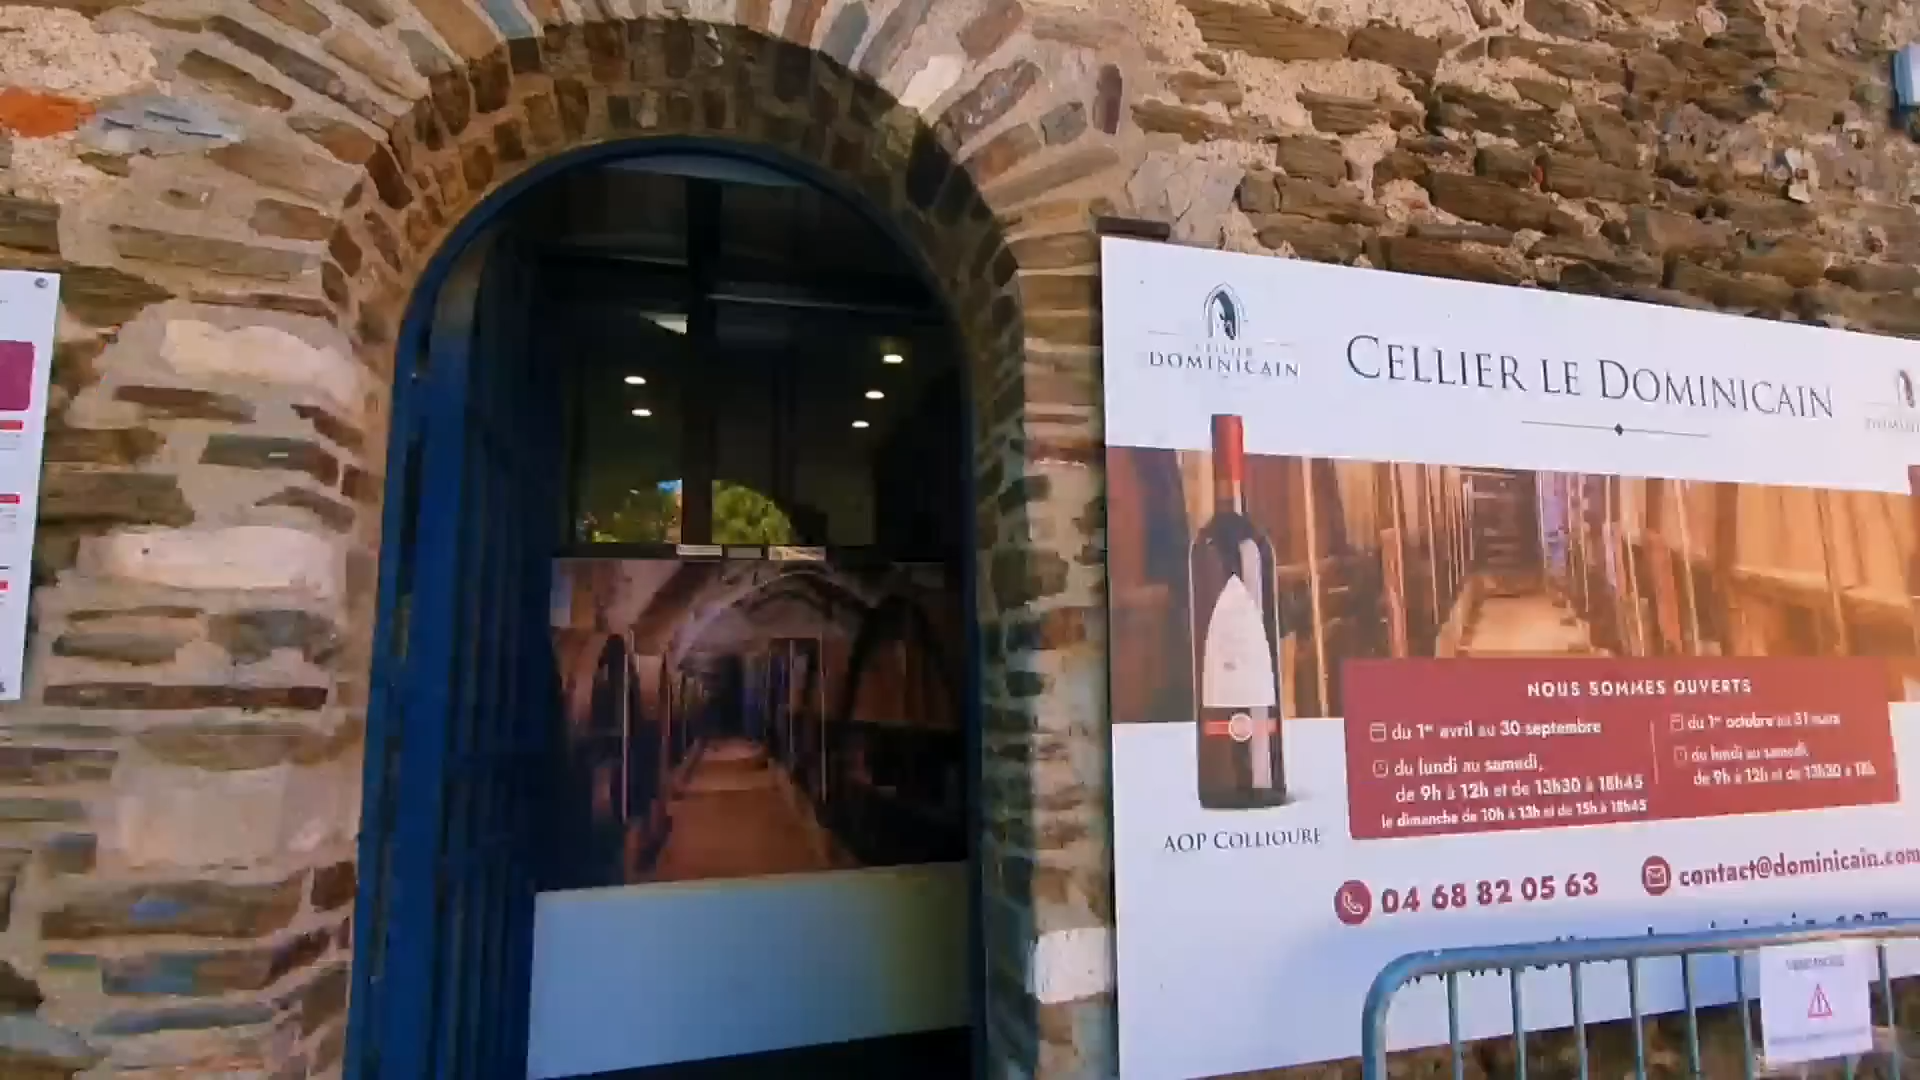 CELLIER
DOMINICAIN
CELLIER LE DOMINICAIN
NOUS SOMMES OUVERTS
du 1er avril au 30 septembre
du lundi au samedi,
de 9h à 12h et de 13h30 à 18h45
le dimanche de 10h à 13h et de 15h à 18h45
du 1er octobre au 31 mars
du lundi au samedi,
de 9h à 12h et de 13h30 à 18h
AOP COLLIOURE
04 68 82 05 63
contact@dominicain.com